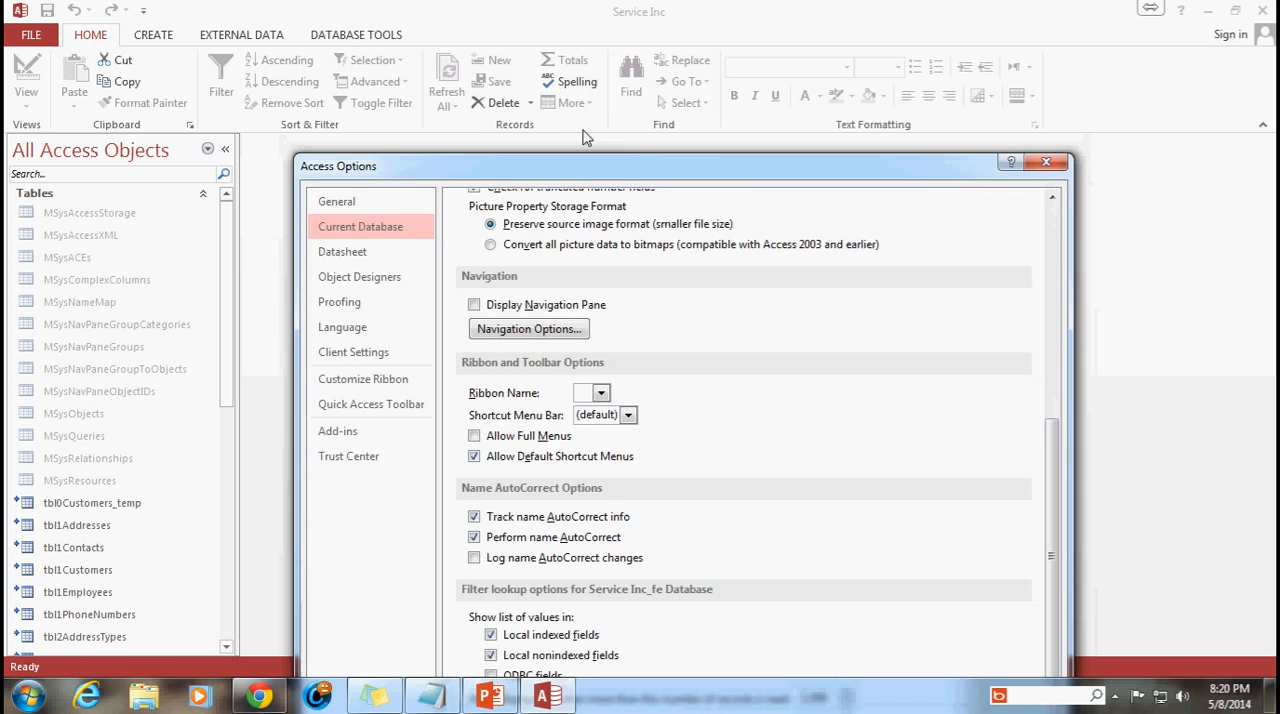 Service Inc
FILE HOME CREATE EXTERNAL DATA DATABASE TOOLS Sign in
View
Views
Paste
Cut
Copy
Format Painter
Clipboard
Filter
Ascending
Descending
Remove Sort
Selection
Advanced
Toggle Filter
Sort & Filter
Refresh
All
New
Save
Delete
Totals
Spelling
More
Records
Find
Replace
Go To
Select
Find
B I U A
Text Formatting
All Access Objects
Search...
Tables
MSysAccessStorage
MSysAccessXML
MSysACEs
MSysComplexColumns
MSysNameMap
MSysNavPaneGroupCategories
MSysNavPaneGroups
MSysNavPaneGroupToObjects
MSysNavPaneObjectIDs
MSysObjects
MSysQueries
MSysRelationships
MSysResources
tbl0Customers_temp
tbl1Addresses
tbl1Contacts
tbl1Customers
tbl1Employees
tbl1PhoneNumbers
tbl2AddressTypes
Access Options
General
Current Database
Datasheet
Object Designers
Proofing
Language
Client Settings
Customize Ribbon
Quick Access Toolbar
Add-ins
Trust Center
Check for truncated number fields
Picture Property Storage Format
Preserve source image format (smaller file size)
Convert all picture data to bitmaps (compatible with Access 2003 and earlier)
Navigation
Display Navigation Pane
Navigation Options...
Ribbon and Toolbar Options
Ribbon Name:
Shortcut Menu Bar: (default)
Allow Full Menus
Allow Default Shortcut Menus
Name AutoCorrect Options
Track name AutoCorrect info
Perform name AutoCorrect
Log name AutoCorrect changes
Filter lookup options for Service Inc_fe Database
Show list of values in:
Local indexed fields
Local nonindexed fields
ODBC fields
Ready
8:20 PM
5/8/2014